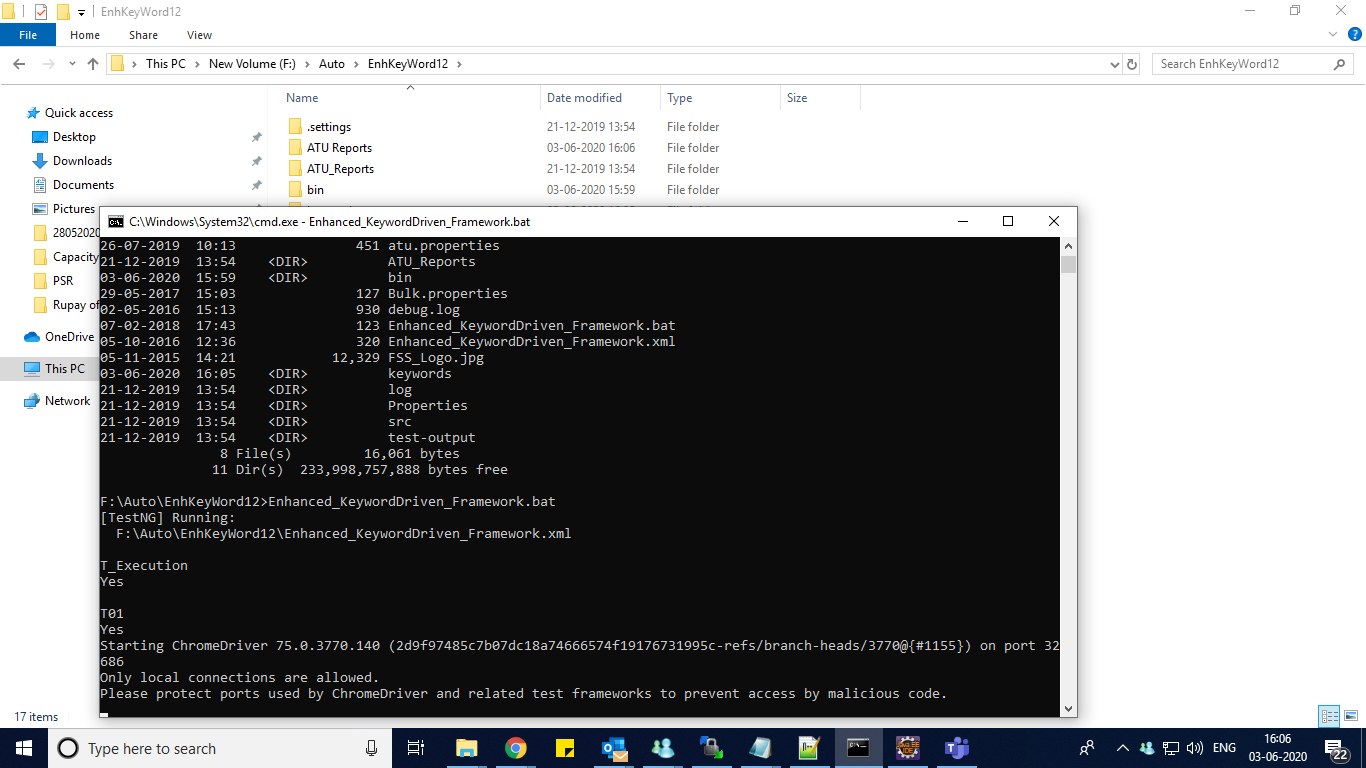 EnhKeyWord12
File Home Share View
This PC New Volume (F:) Auto EnhKeyWord12 Search EnhKeyWord12
Name Date modified Type Size
Quick access
Desktop
Downloads
Documents
Pictures
28052020
Capacity
PSR
Rupay of
OneDrive
This PC
Network
.settings 21-12-2019 13:54 File folder
ATU Reports 03-06-2020 16:06 File folder
ATU_Reports 21-12-2019 13:54 File folder
bin 03-06-2020 15:59 File folder
C:\Windows\System32\cmd.exe - Enhanced_KeywordDriven_Framework.bat
26-07-2019 10:13 451 atu.properties
21-12-2019 13:54 <DIR> ATU_Reports
03-06-2020 15:59 <DIR> bin
29-05-2017 15:03 127 Bulk.properties
02-05-2016 15:13 930 debug.log
07-02-2018 17:43 123 Enhanced_KeywordDriven_Framework.bat
05-10-2016 12:36 320 Enhanced_KeywordDriven_Framework.xml
05-11-2015 14:21 12,329 FSS_Logo.jpg
03-06-2020 16:05 <DIR> keywords
21-12-2019 13:54 <DIR> log
21-12-2019 13:54 <DIR> Properties
21-12-2019 13:54 <DIR> src
21-12-2019 13:54 <DIR> test-output
8 File(s) 16,061 bytes
11 Dir(s) 233,998,757,888 bytes free
F:\Auto\EnhKeyWord12>Enhanced_KeywordDriven_Framework.bat
[TestNG] Running:
F:\Auto\EnhKeyWord12\Enhanced_KeywordDriven_Framework.xml
T_Execution
Yes
T01
Yes
Starting ChromeDriver 75.0.3770.140 (2d9f97485c7b07dc18a74666574f19176731995c-refs/branch-heads/3770@{#1155}) on port 32
686
Only local connections are allowed.
Please protect ports used by ChromeDriver and related test frameworks to prevent access by malicious code.
17 items
Type here to search
ENG
16:06
03-06-2020
22